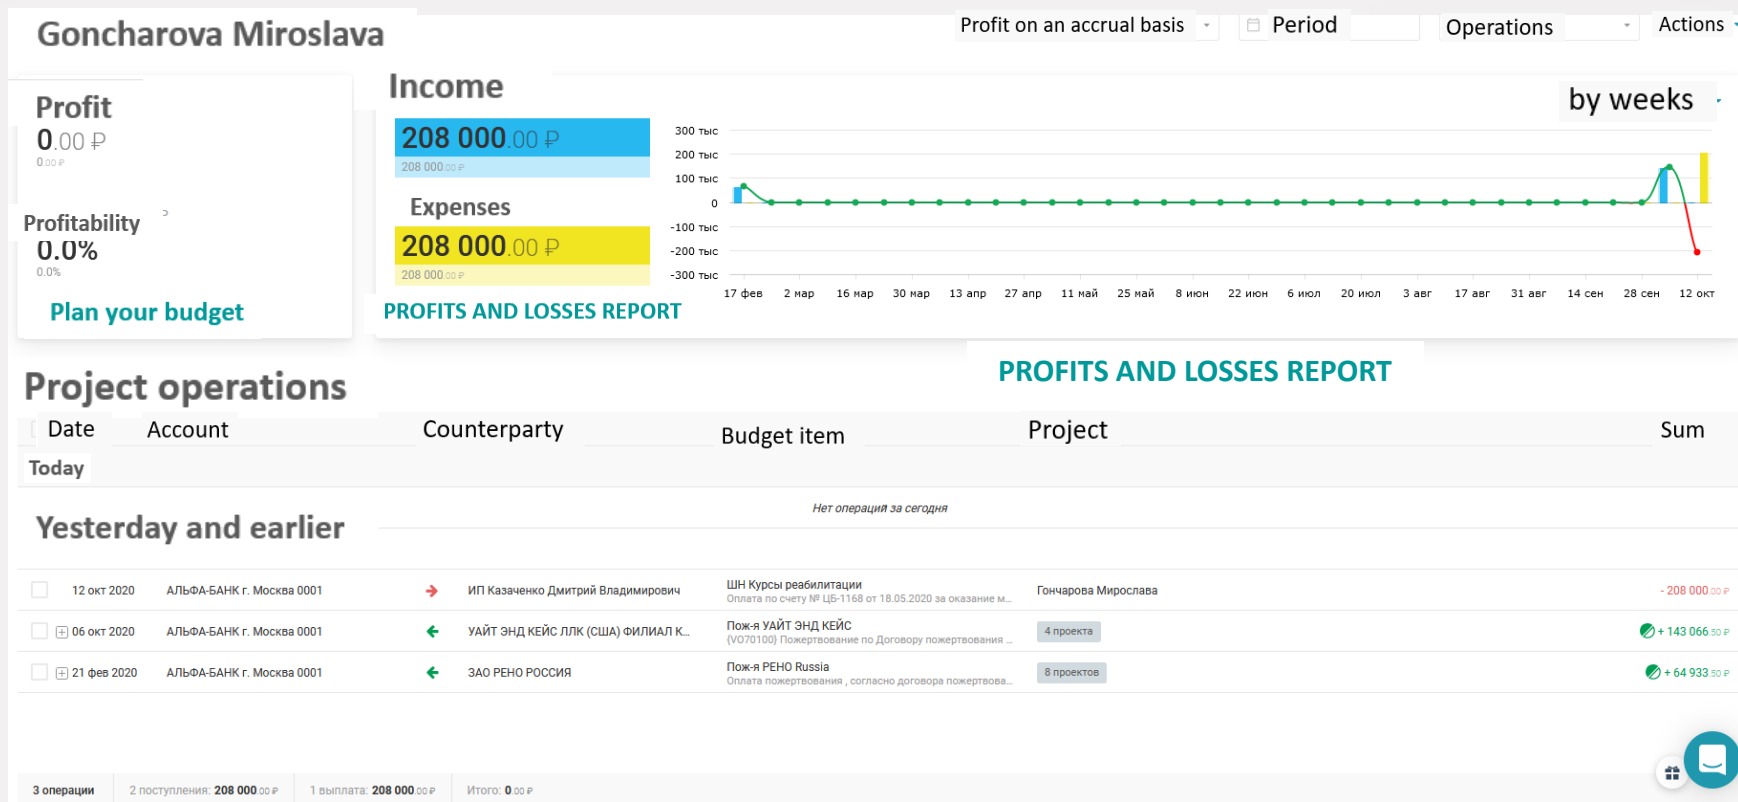 Goncharova Miroslava
Profit on an accrual basis
Period
Operations
Actions
Profit
0.00 ₽
0.00 ₽
Profitability
0.0%
0.0%
Plan your budget
Income
208 000.00 ₽
208 000.00 ₽
Expenses
208 000.00 ₽
208 000.00 ₽
PROFITS AND LOSSES REPORT
by weeks
300 тыс
200 тыс
100 тыс
0
-100 тыс
-200 тыс
-300 тыс
17 фев 2 мар 16 мар 30 мар 13 апр 27 апр 11 май 25 май 8 июн 22 июн 6 июл 20 июл 3 авг 17 авг 31 авг 14 сен 28 сен 12 окт
PROFITS AND LOSSES REPORT
Project operations
Date Account Counterparty Budget item Project Sum
Today
Нет операций за сегодня
Yesterday and earlier
12 окт 2020 АЛЬФА-БАНК г. Москва 0001 ИП Казаченко Дмитрий Владимирович ШН Курсы реабилитации Гончарова Мирослава - 208 000.00 ₽
Оплата по счету № ЦБ-1168 от 18.05.2020 за оказание м...
06 окт 2020 АЛЬФА-БАНК г. Москва 0001 УАЙТ ЭНД КЕЙС ЛЛК (США) ФИЛИАЛ К... Пож-я УАЙТ ЭНД КЕЙС 4 проекта + 143 066.50 ₽
{VO70100} Пожертвование по Договору пожертвования ...
21 фев 2020 АЛЬФА-БАНК г. Москва 0001 ЗАО РЕНО РОССИЯ Пож-я РЕНО Russia 8 проектов + 64 933.50 ₽
Оплата пожертвования , согласно договора пожертвова...
3 операции 2 поступления: 208 000.00 ₽ 1 выплата: 208 000.00 ₽ Итого: 0.00 ₽